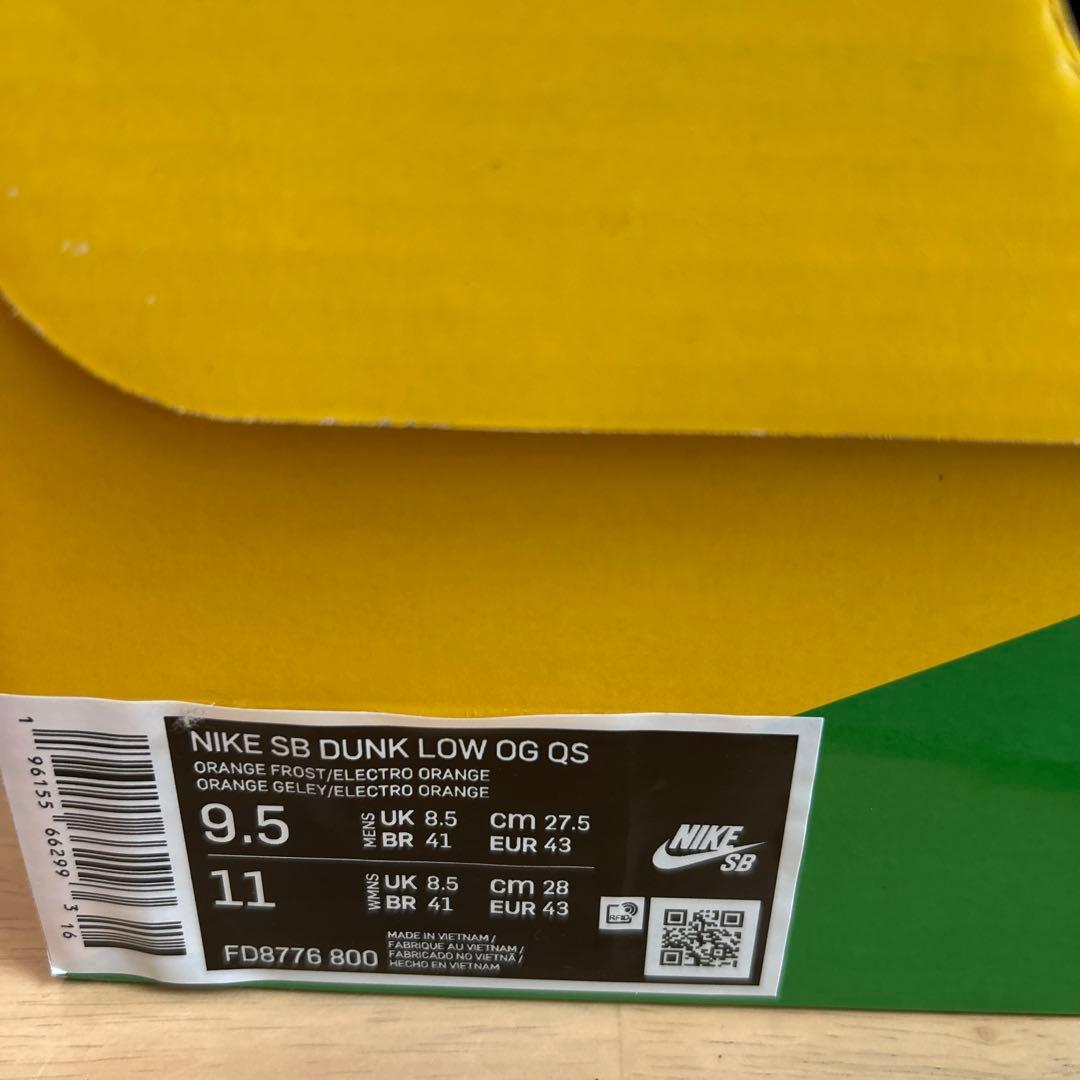 NIKE SB DUNK LOW OG QS
ORANGE FROST/ELECTRO ORANGE
ORANGE GELEY/ELECTRO ORANGE
9.5 MENS UK 8.5 cm 27.5
BR 41 EUR 43
11 WMNS UK 8.5 cm 28
BR 41 EUR 43
FD8776 800
MADE IN VIETNAM /
FABRIQUE AU VIETNAM /
FABRICADO NO VIETNÃ /
HECHO EN VIETNAM
RFID
NIKE
SB
1 96155 66299 3 16